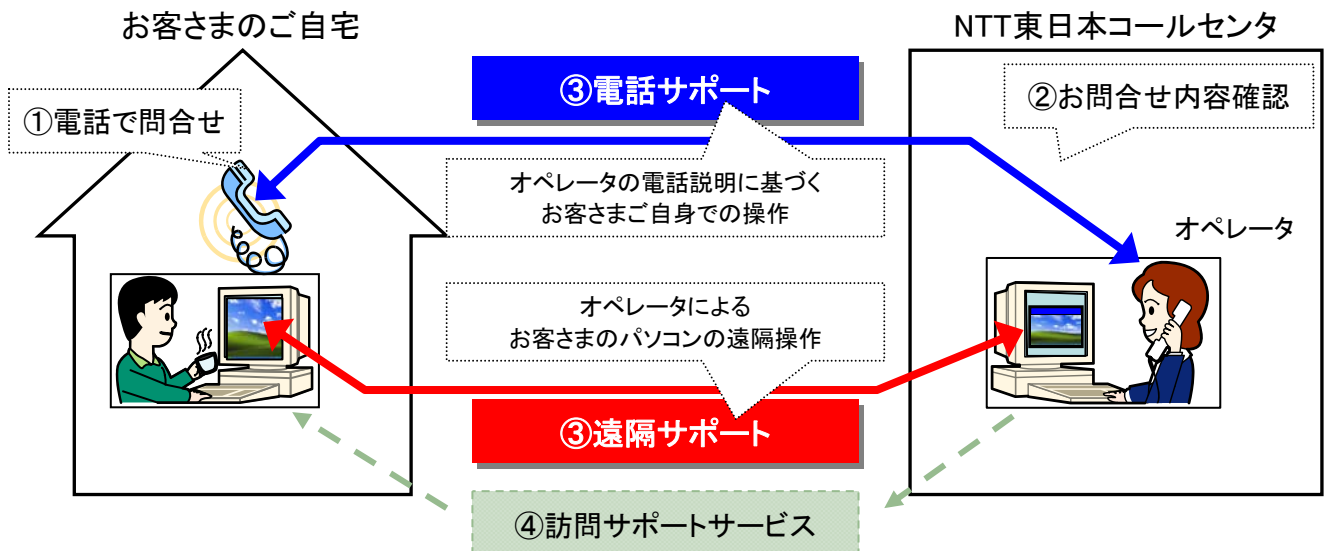 お客さまのご自宅
NTT東日本コールセンタ
①電話で問合せ
③電話サポート
②お問合せ内容確認
オペレータの電話説明に基づく
お客さまご自身での操作
オペレータ
オペレータによる
お客さまのパソコンの遠隔操作
③遠隔サポート
④訪問サポートサービス